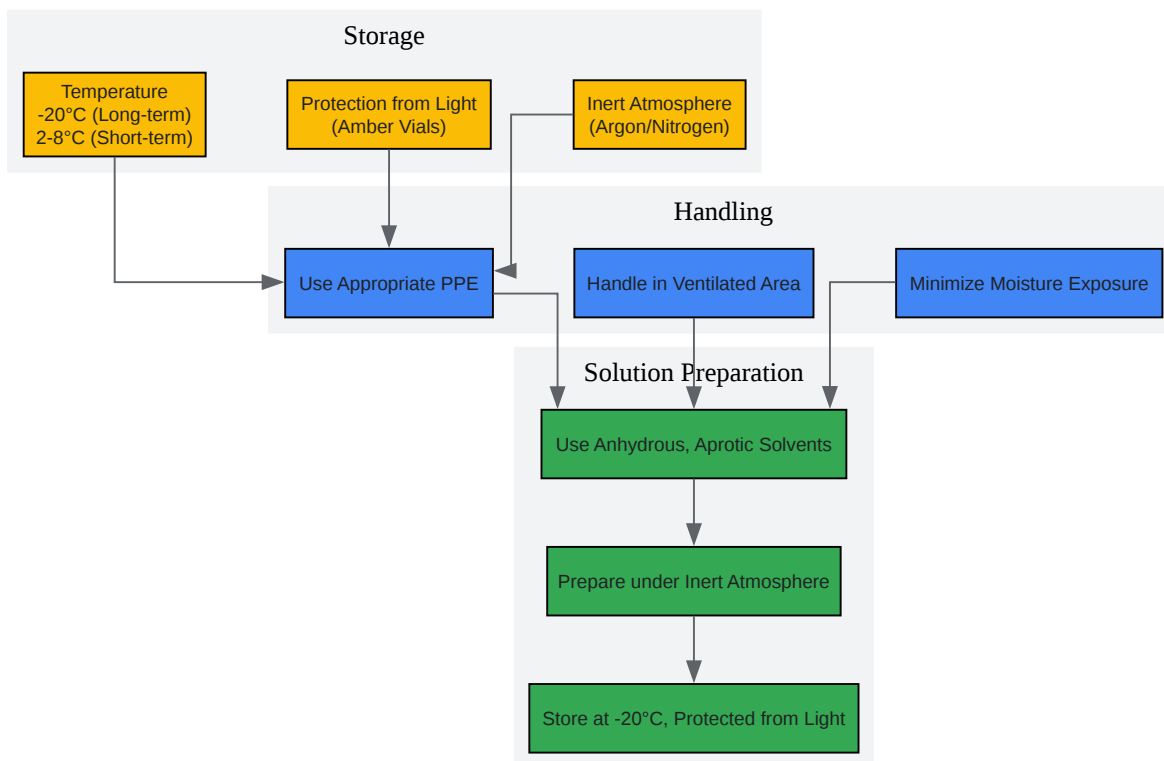 Storage
Temperature
-20°C (Long-term)
2-8°C (Short-term)
Protection from Light
(Amber Vials)
Inert Atmosphere
(Argon/Nitrogen)
Handling
Use Appropriate PPE
Handle in Ventilated Area
Minimize Moisture Exposure
Solution Preparation
Use Anhydrous, Aprotic Solvents
Prepare under Inert Atmosphere
Store at -20°C, Protected from Light